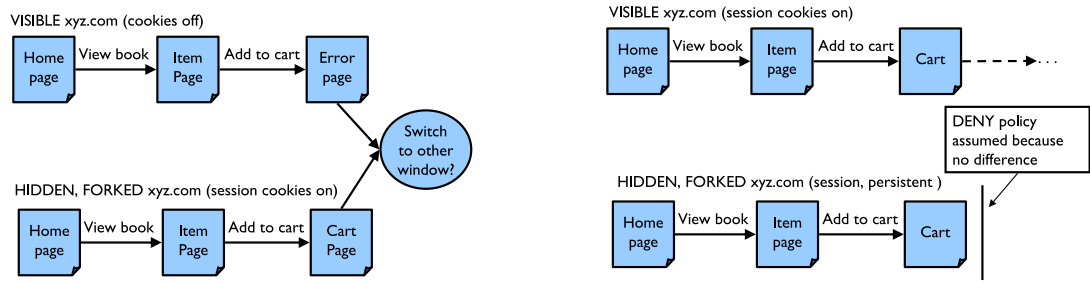 VISIBLE xyz.com (cookies off)
Home
page
View book
Item
Page
Add to cart
Error
page
Switch
to other
window?
HIDDEN, FORKED xyz.com (session cookies on)
Home
page
View book
Item
Page
Add to cart
Cart
Page
VISIBLE xyz.com (session cookies on)
Home
page
View book
Item
page
Add to cart
Cart
...
DENY policy
assumed because
no difference
HIDDEN, FORKED xyz.com (session, persistent )
Home
page
View book
Item
page
Add to cart
Cart